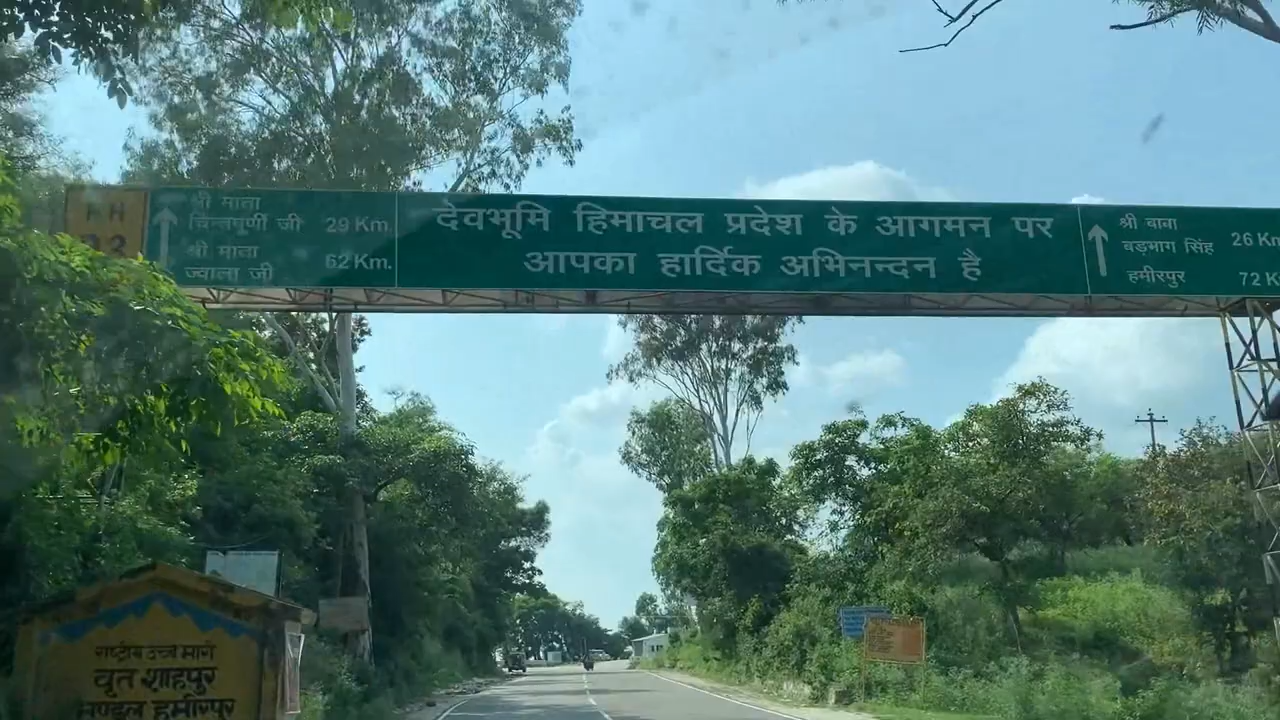 श्री माता
चिन्तपुर्णी जी 29 Km.
श्री माता
ज्वाला जी 62 Km.
देवभूमि हिमाचल प्रदेश के आगमन पर
आपका हार्दिक अभिनन्दन है
श्री बाबा
बड़भाग सिंह 26 Km
हमीरपुर 72 K
राष्ट्रीय उच्च मार्ग
वृत शाहपुर
मण्डल हमीरपुर